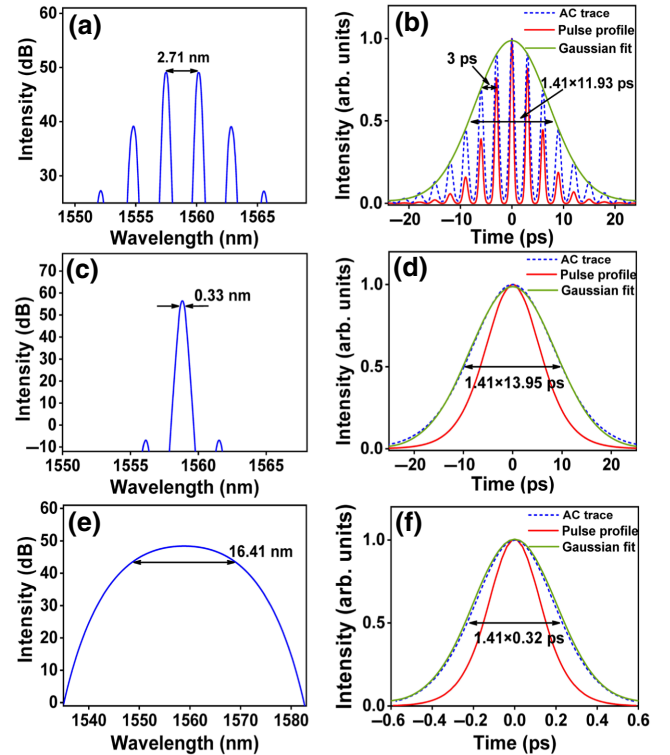 (a)
2.71 nm
Intensity (dB)
50
40
30
1550 1555 1560 1565
Wavelength (nm)
(b)
AC trace
Pulse profile
Gaussian fit
3 ps
1.41×11.93 ps
Intensity (arb. units)
1.0
0.5
0.0
−20 −10 0 10 20
Time (ps)
(c)
0.33 nm
Intensity (dB)
70
60
50
40
30
20
10
0
−10
1550 1555 1560 1565
Wavelength (nm)
(d)
AC trace
Pulse profile
Gaussian fit
1.41×13.95 ps
Intensity (arb. units)
1.0
0.5
0.0
−20 −10 0 10 20
Time (ps)
(e)
16.41 nm
Intensity (dB)
60
50
40
30
20
10
0
1540 1550 1560 1570 1580
Wavelength (nm)
(f)
AC trace
Pulse profile
Gaussian fit
1.41×0.32 ps
Intensity (arb. units)
1.0
0.5
0.0
−0.6 −0.4 −0.2 0.0 0.2 0.4 0.6
Time (ps)